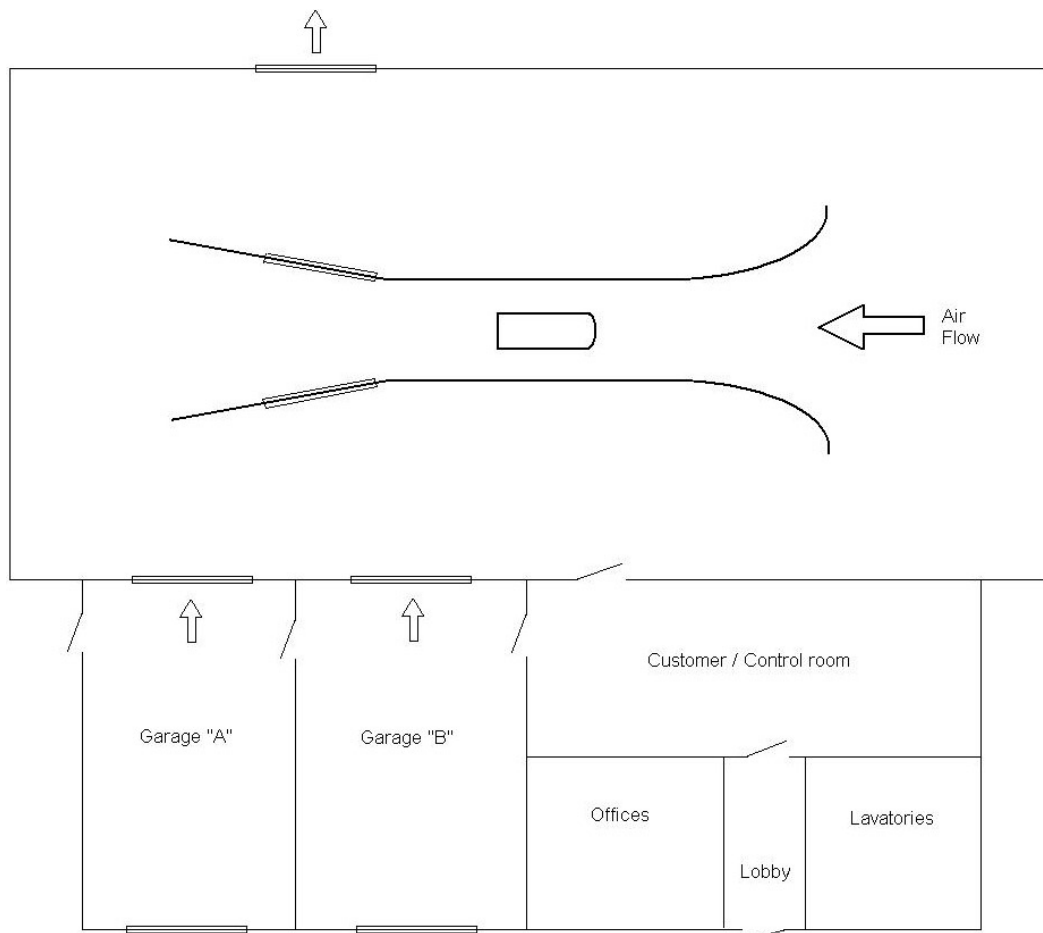 Air
Flow
Customer / Control room
Garage "A"
Garage "B"
Offices
Lavatories
Lobby